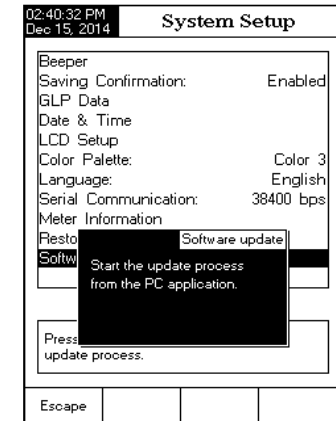 02:40:32 PM
Dec 15, 2014
System Setup
Beeper
Saving Confirmation: Enabled
GLP Data
Date & Time
LCD Setup
Color Palette: Color 3
Language: English
Serial Communication: 38400 bps
Meter Information
Resto
Softw
Software update
Start the update process
from the PC application.
Press
update process.
Escape